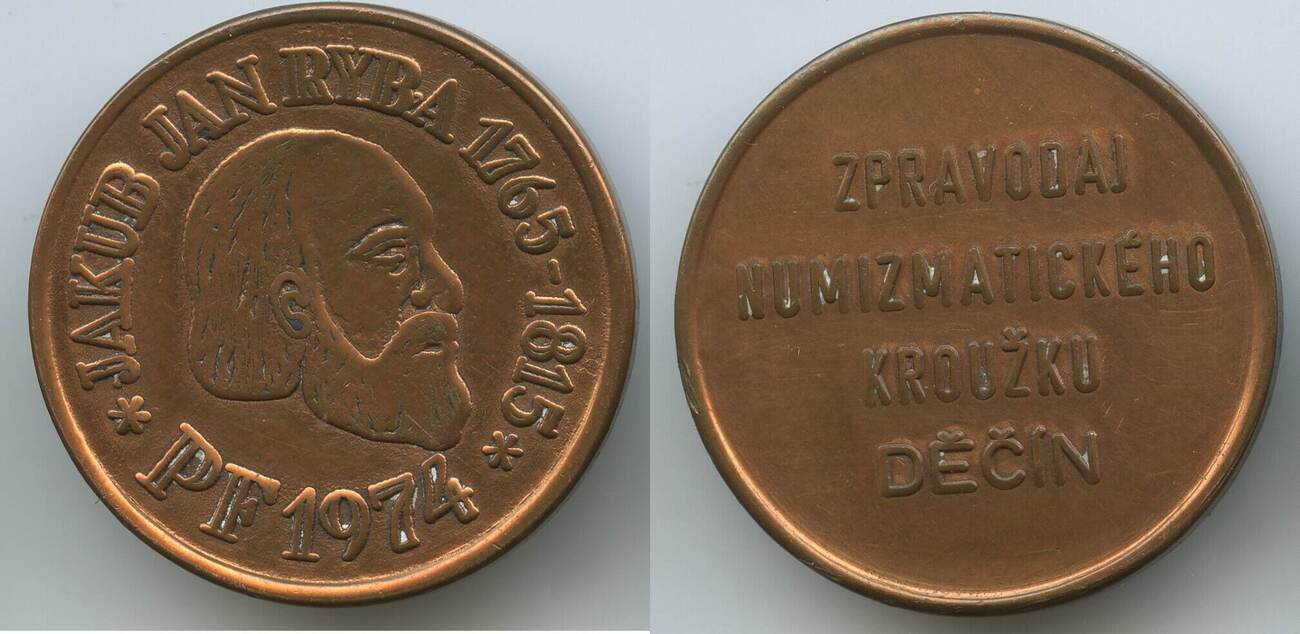 * JAKUB JAN RYBA 1765-1815 *
PF 1974
ZPRAVODAJ
NUMIZMATICKÉHO
KROUŽKU
DĚČÍN